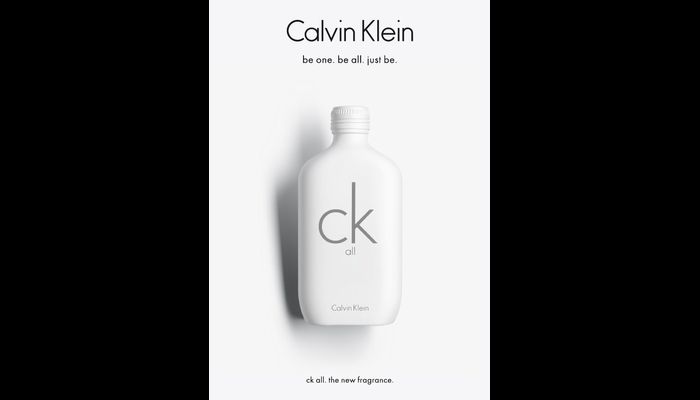 Calvin Klein
be one. be all. just be.
ck
all
Calvin Klein
ck all. the new fragrance.